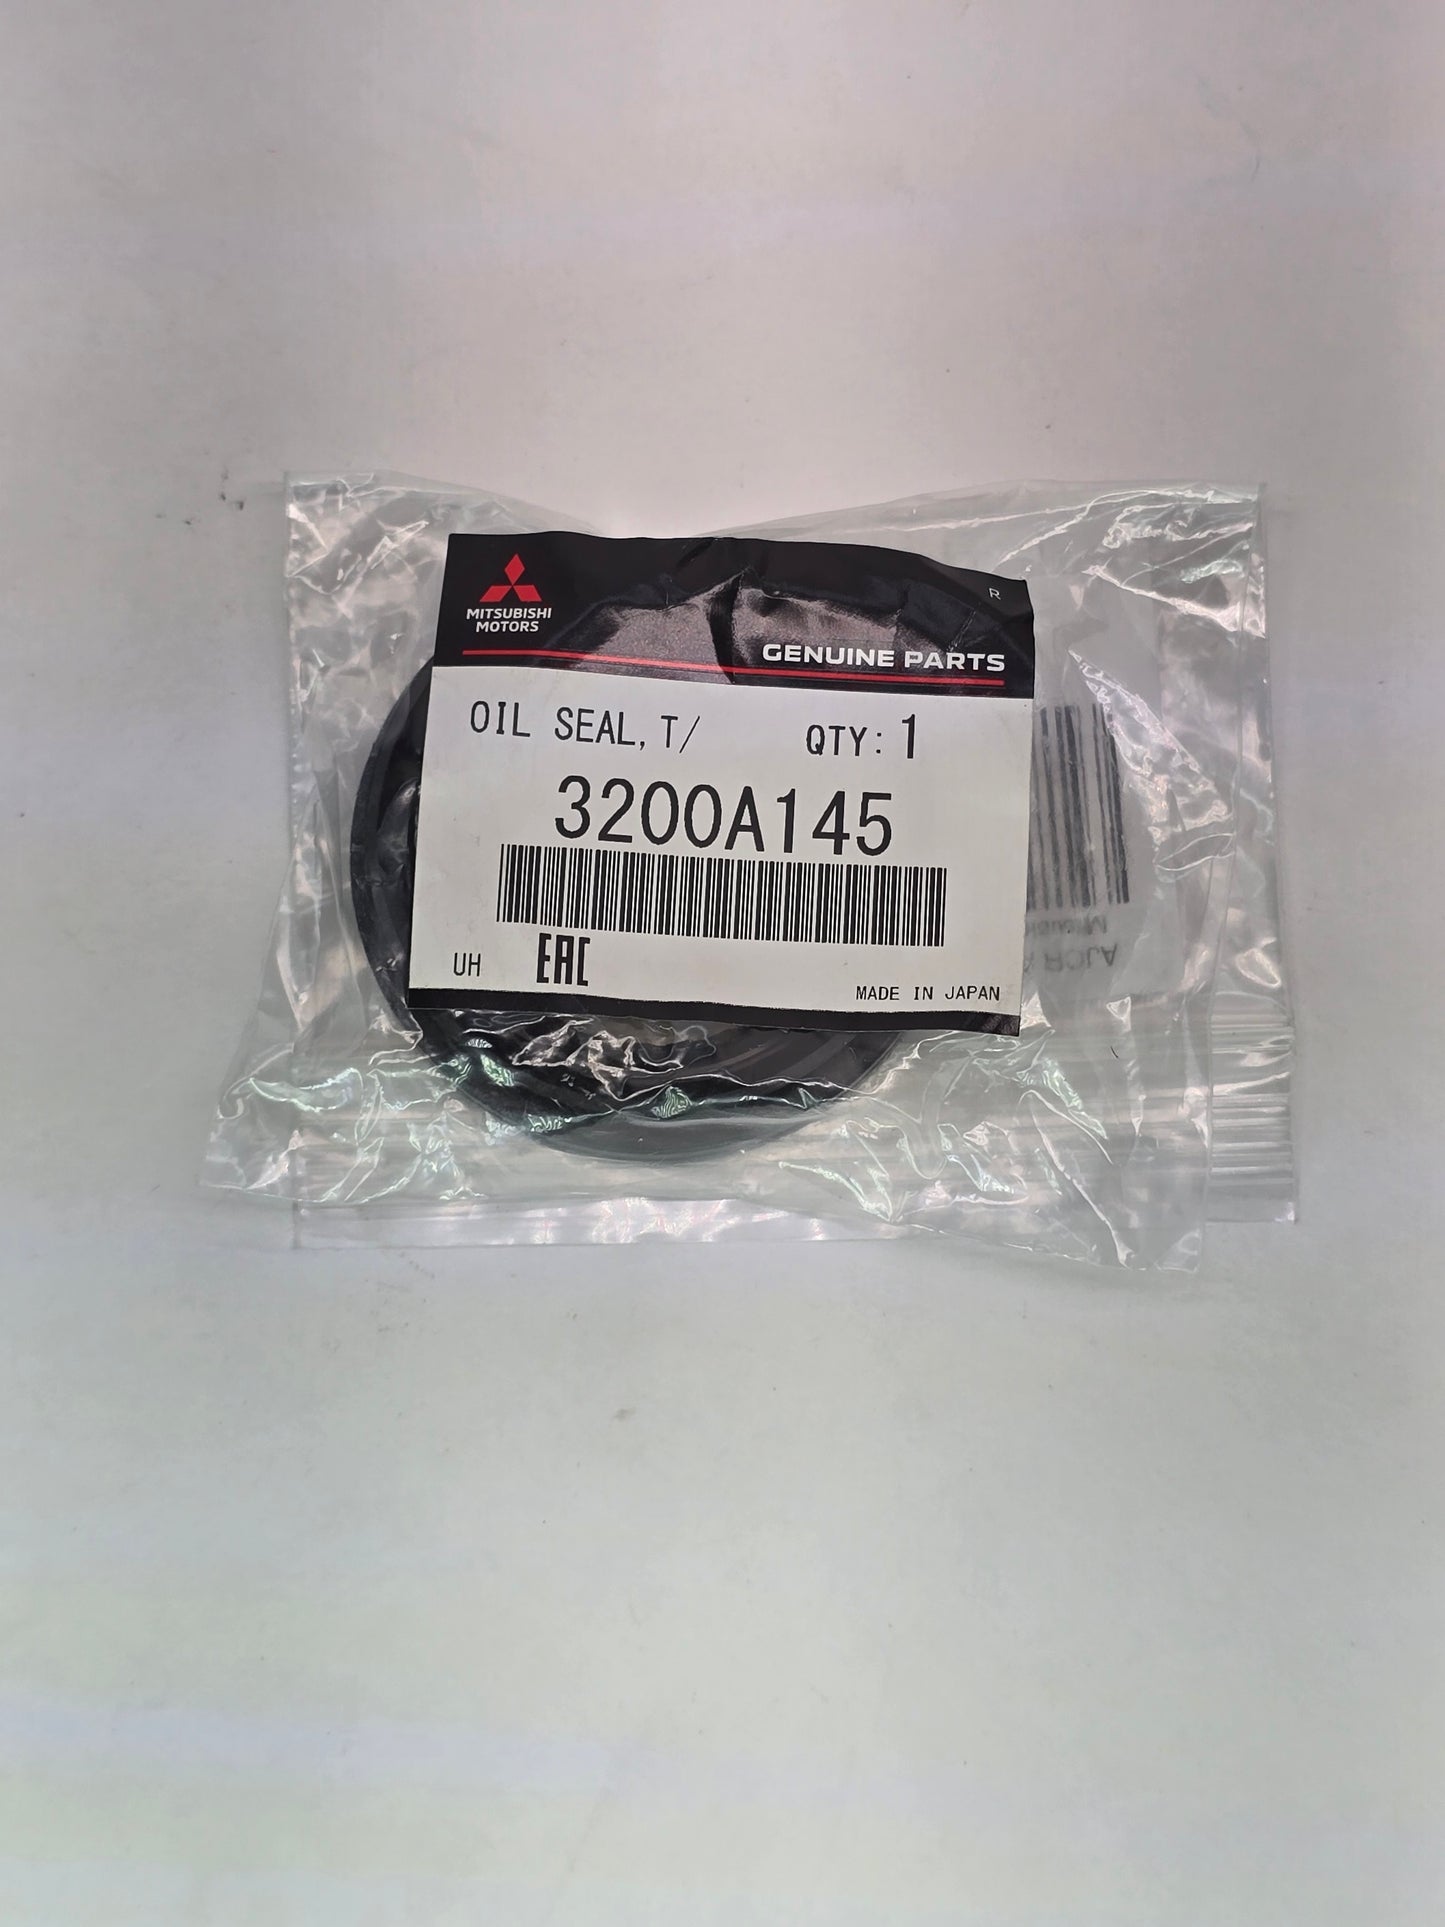 MITSUBISHI
MOTORS
R
GENUINE PARTS
OIL SEAL, T/ QTY: 1
3200A145
UH EAC
MADE IN JAPAN